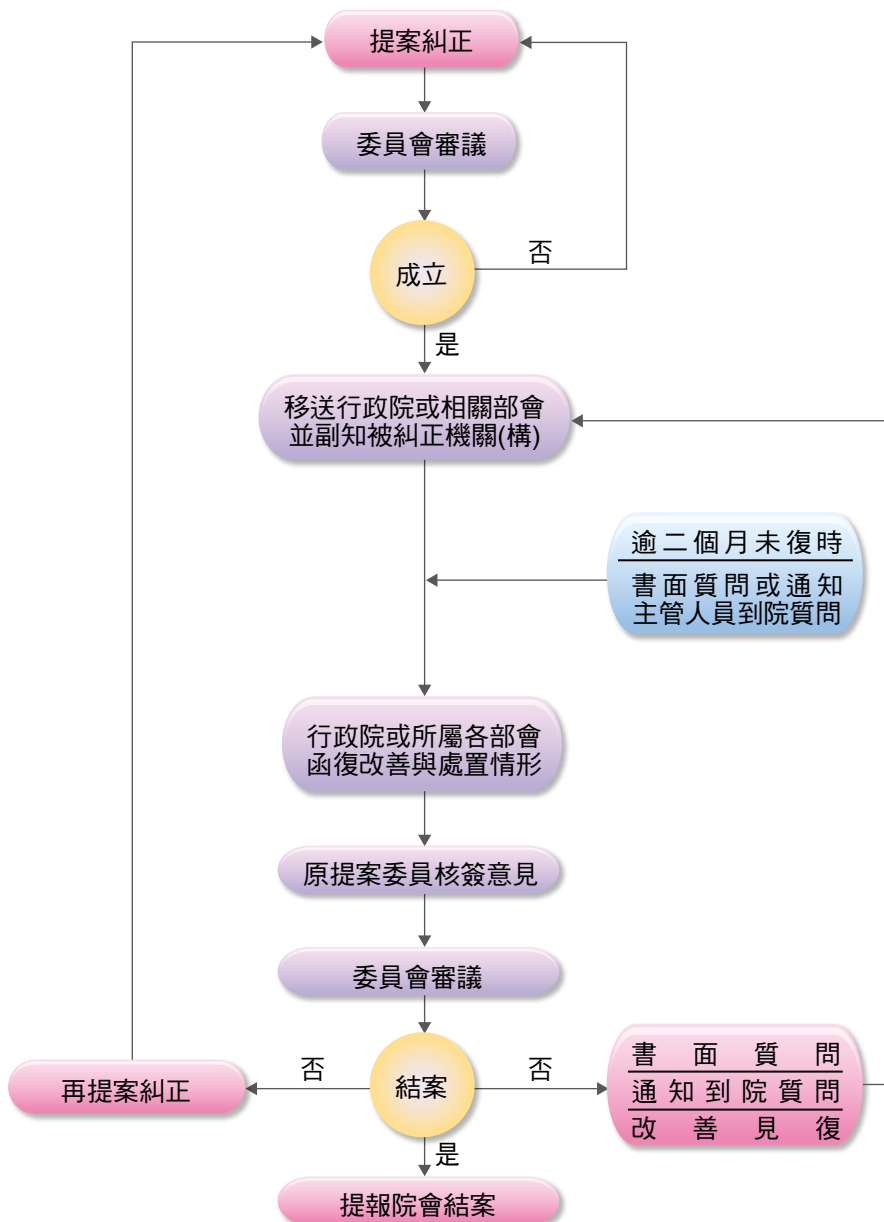 提案糾正
委員會審議
成立
否
是
移送行政院或相關部會
並副知被糾正機關(構)
逾二個月未復時
書面質問或通知
主管人員到院質問
行政院或所屬各部會
函復改善與處置情形
原提案委員核簽意見
委員會審議
再提案糾正
否
結案
否
書面質問
通知到院質問
改善見復
是
提報院會結案